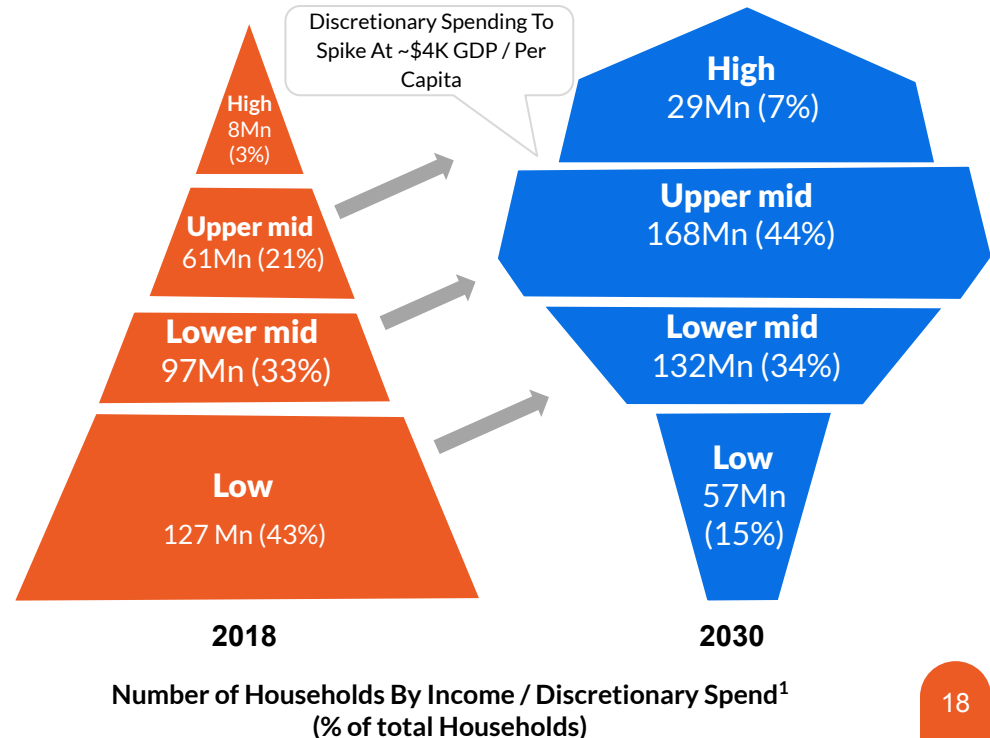 Discretionary Spending To
Spike At ~$4K GDP / Per
Capita
High
8Mn
(3%)
Upper mid
61Mn (21%)
Lower mid
97Mn (33%)
Low
127 Mn (43%)
2018
High
29Mn (7%)
Upper mid
168Mn (44%)
Lower mid
132Mn (34%)
Low
57Mn
(15%)
2030
Number of Households By Income / Discretionary Spend¹
(% of total Households)
18